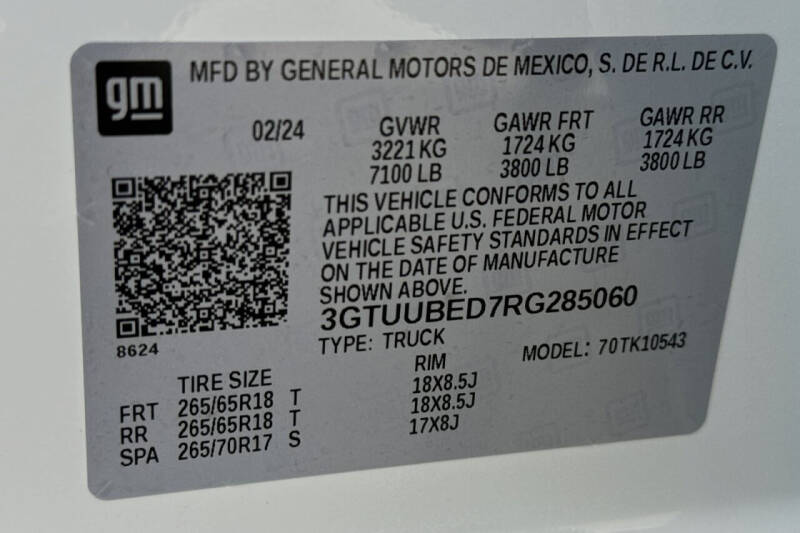 gm
MFD BY GENERAL MOTORS DE MEXICO, S. DE R.L. DE C.V.
02/24 GVWR GAWR FRT GAWR RR
3221 KG 1724 KG 1724 KG
7100 LB 3800 LB 3800 LB
THIS VEHICLE CONFORMS TO ALL
APPLICABLE U.S. FEDERAL MOTOR
VEHICLE SAFETY STANDARDS IN EFFECT
ON THE DATE OF MANUFACTURE
SHOWN ABOVE.
3GTUUBED7RG285060
8624
TYPE: TRUCK MODEL: 70TK10543
TIRE SIZE RIM
FRT 265/65R18 T 18X8.5J
RR 265/65R18 T 18X8.5J
SPA 265/70R17 S 17X8J